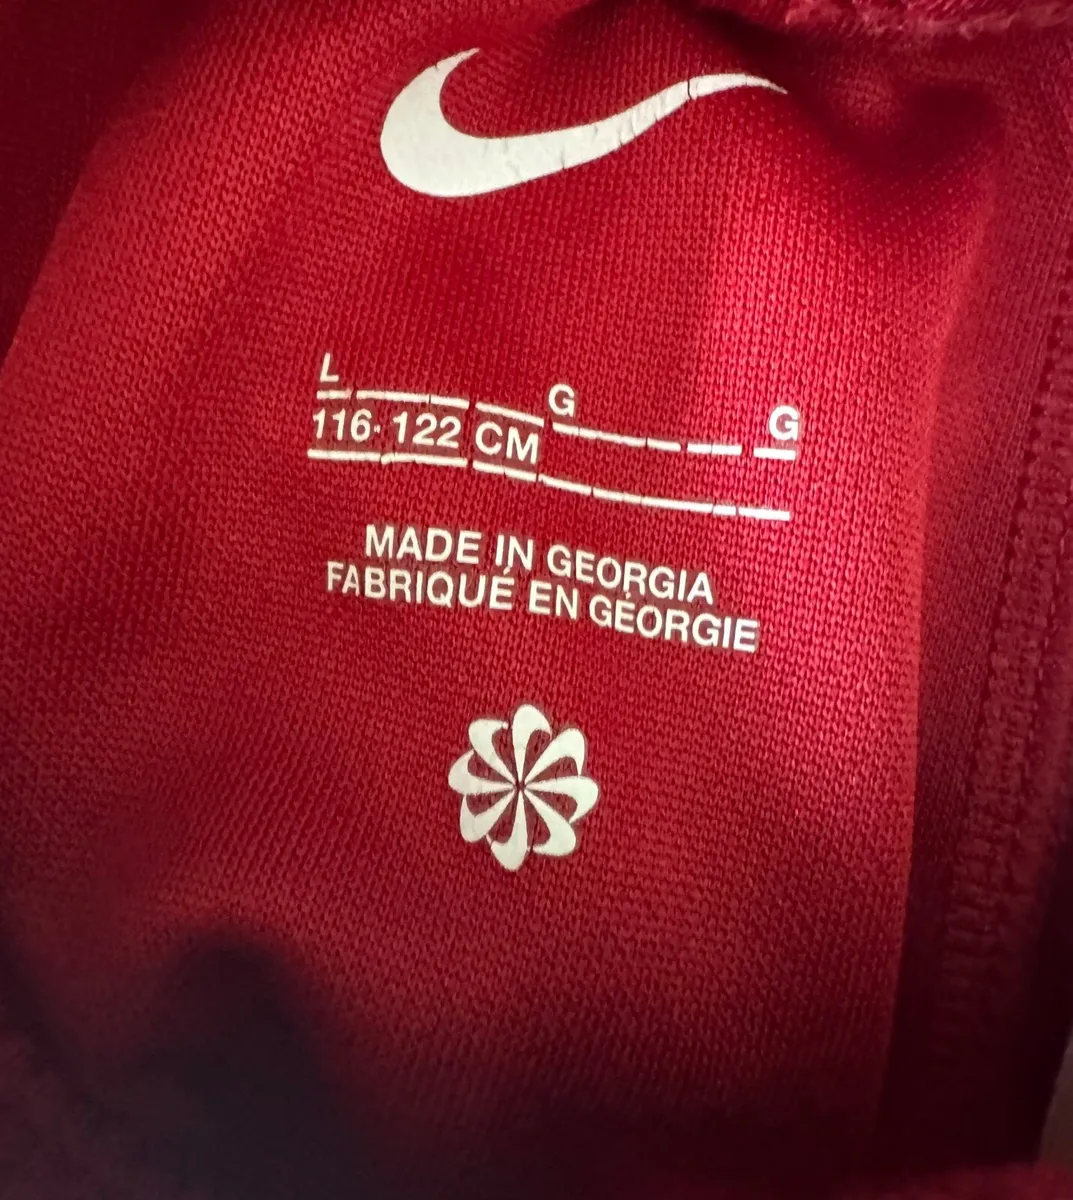 L G G
116-122 CM
MADE IN GEORGIA
FABRIQUÉ EN GÉORGIE